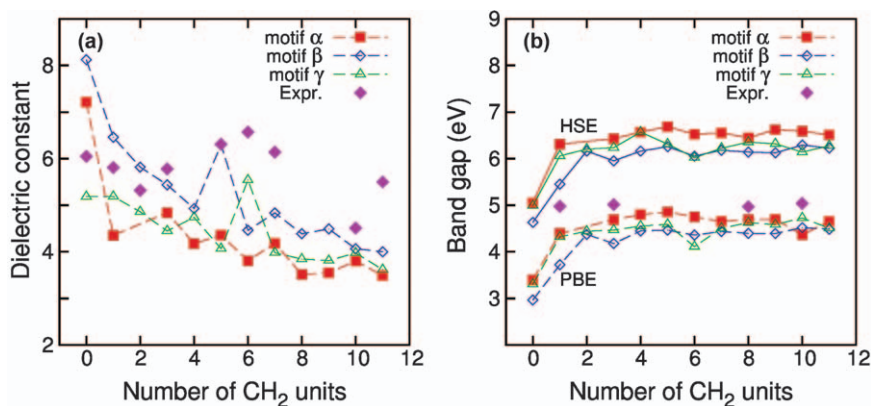 (a)
motif α
motif β
motif γ
Expr.
Dielectric constant
8
6
4
2
0 2 4 6 8 10 12
Number of CH₂ units
(b)
motif α
motif β
motif γ
Expr.
HSE
PBE
Band gap (eV)
9
8
7
6
5
4
3
2
0 2 4 6 8 10 12
Number of CH₂ units